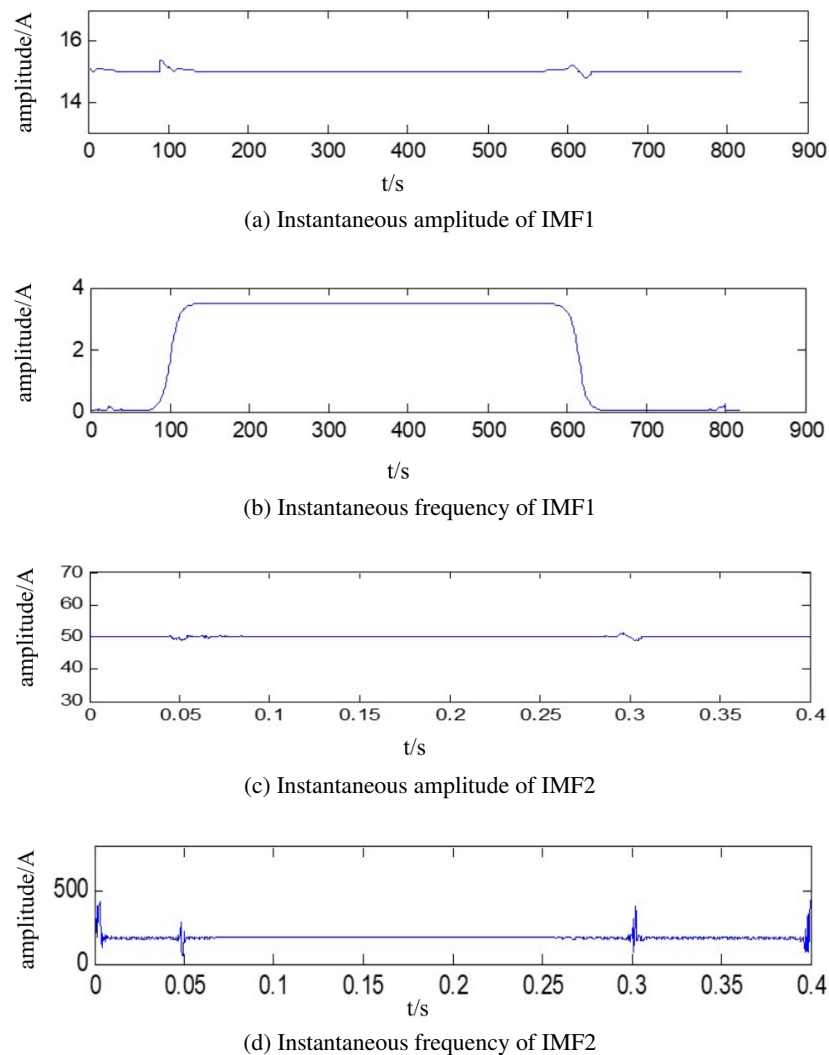 amplitude/A
16
14
0 100 200 300 400 500 600 700 800 900
t/s
(a) Instantaneous amplitude of IMF1
amplitude/A
4
2
0
0 100 200 300 400 500 600 700 800 900
t/s
(b) Instantaneous frequency of IMF1
amplitude/A
70
60
50
40
30
0 0.05 0.1 0.15 0.2 0.25 0.3 0.35 0.4
t/s
(c) Instantaneous amplitude of IMF2
amplitude/A
500
0
0 0.05 0.1 0.15 0.2 0.25 0.3 0.35 0.4
t/s
(d) Instantaneous frequency of IMF2